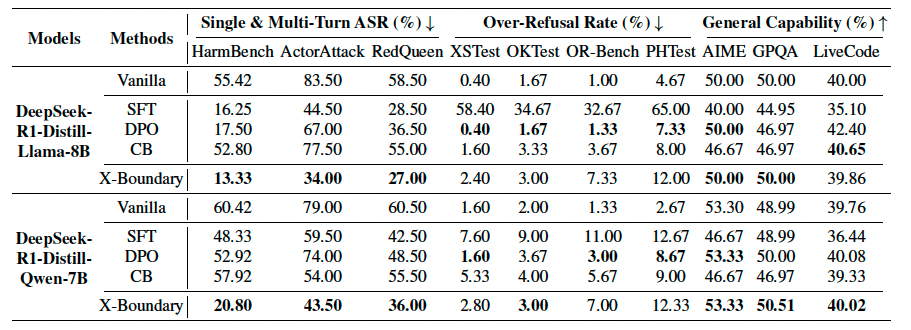 Models Methods Single & Multi-Turn ASR (%) ↓ Over-Refusal Rate (%) ↓ General Capability (%) ↑
HarmBench ActorAttack RedQueen XSTest OKTest OR-Bench PHTest AIME GPQA LiveCode
DeepSeek-R1-Distill-Llama-8B
Vanilla 55.42 83.50 58.50 0.40 1.67 1.00 4.67 50.00 50.00 40.00
SFT 16.25 44.50 28.50 58.40 34.67 32.67 65.00 40.00 44.95 35.10
DPO 17.50 67.00 36.50 0.40 1.67 1.33 7.33 50.00 46.97 42.40
CB 52.80 77.50 55.00 1.60 3.33 3.67 8.00 46.67 46.97 40.65
X-Boundary 13.33 34.00 27.00 2.40 3.00 7.33 12.00 50.00 50.00 39.86
DeepSeek-R1-Distill-Qwen-7B
Vanilla 60.42 79.00 60.50 1.60 2.00 1.33 2.67 53.30 48.99 39.76
SFT 48.33 59.50 42.50 7.60 9.00 11.00 12.67 46.67 48.99 36.44
DPO 52.92 74.00 48.50 1.60 3.67 3.00 8.67 53.33 50.00 40.08
CB 57.92 54.00 55.50 5.33 4.00 5.67 9.00 46.67 46.97 39.33
X-Boundary 20.80 43.50 36.00 2.80 3.00 7.00 12.33 53.33 50.51 40.02